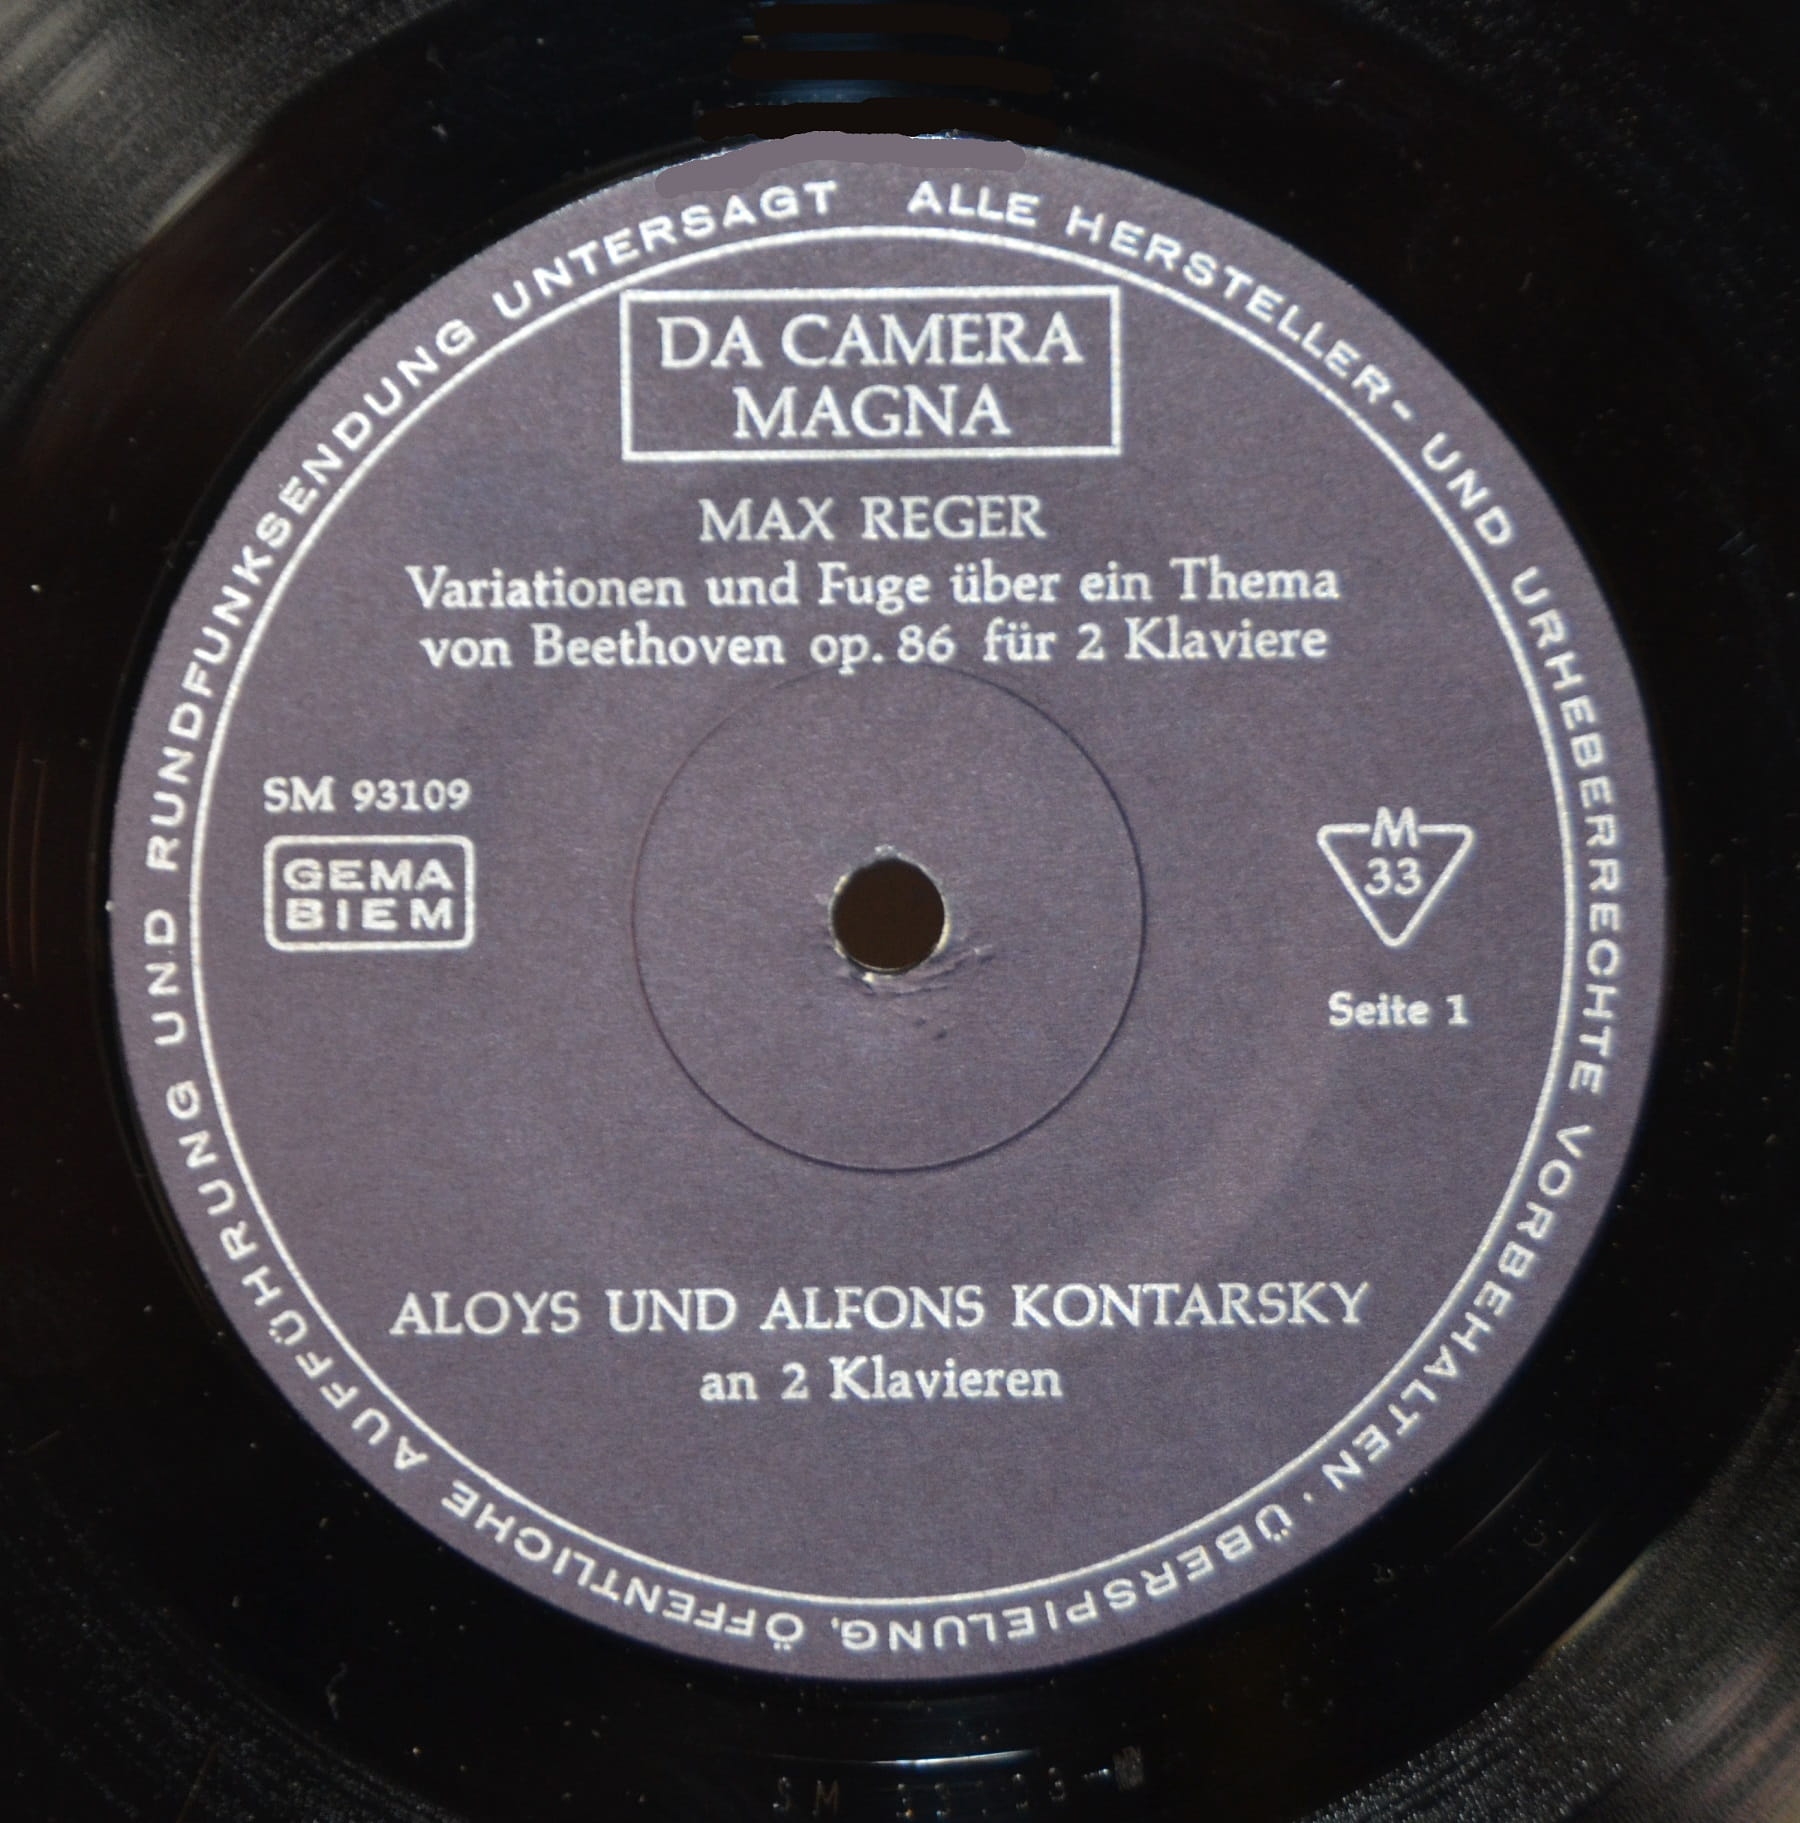 ALLE HERSTELLER- UND URHEBERRECHTE VORBEHALTEN · ÜBERSPIELUNG, ÖFFENTLICHE AUFFÜHRUNG UND RUNDFUNKSENDUNG UNTERSAGT
DA CAMERA
MAGNA
MAX REGER
Variationen und Fuge über ein Thema
von Beethoven op. 86 für 2 Klaviere
SM 93109
GEMA
BIEM
M
33
Seite 1
ALOYS UND ALFONS KONTARSKY
an 2 Klavieren
SM